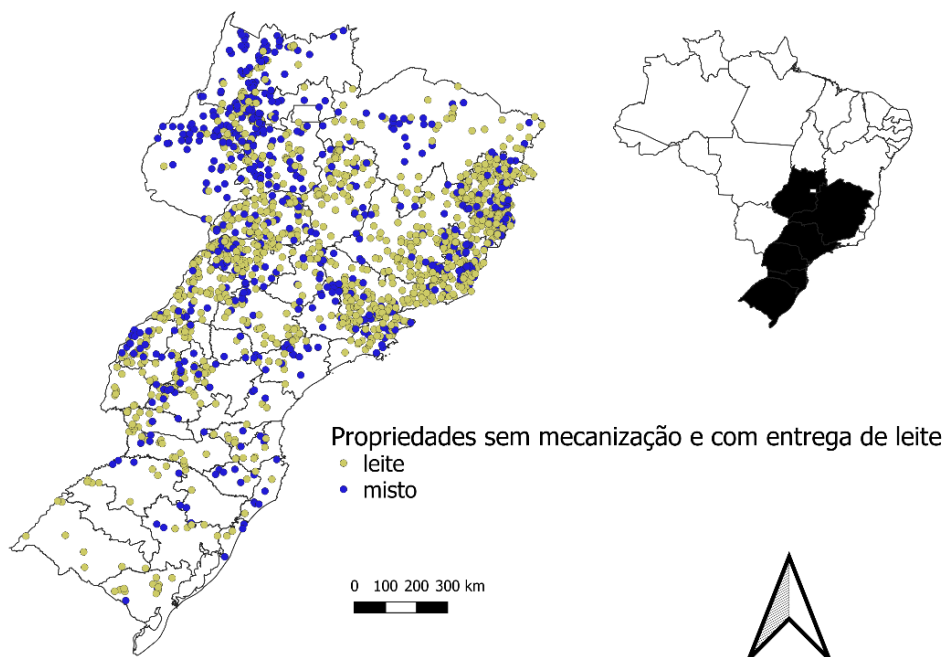 Propriedades sem mecanização e com entrega de leite
leite
misto
0 100 200 300 km